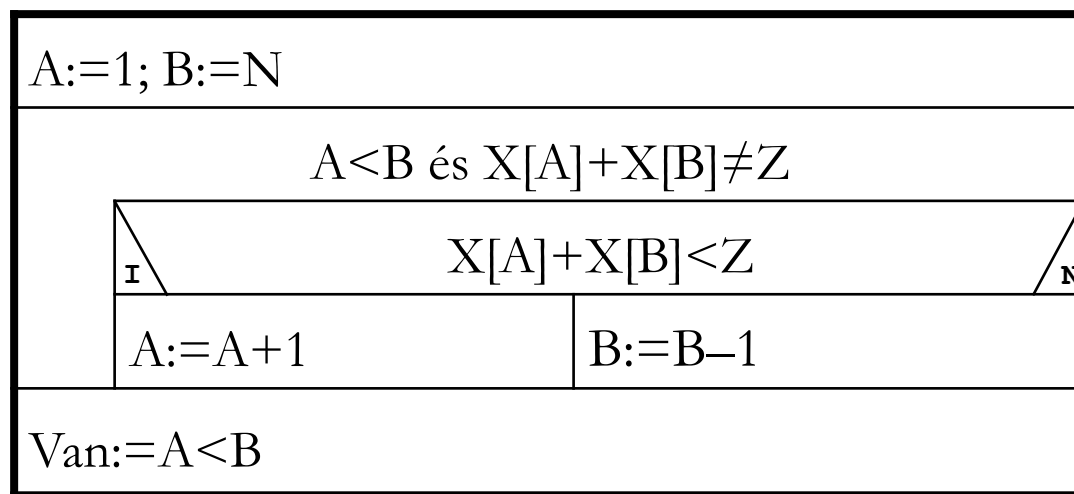 A:=1; B:=N
A<B és X[A]+X[B]≠Z
I X[A]+X[B]<Z N
A:=A+1 B:=B–1
Van:=A<B